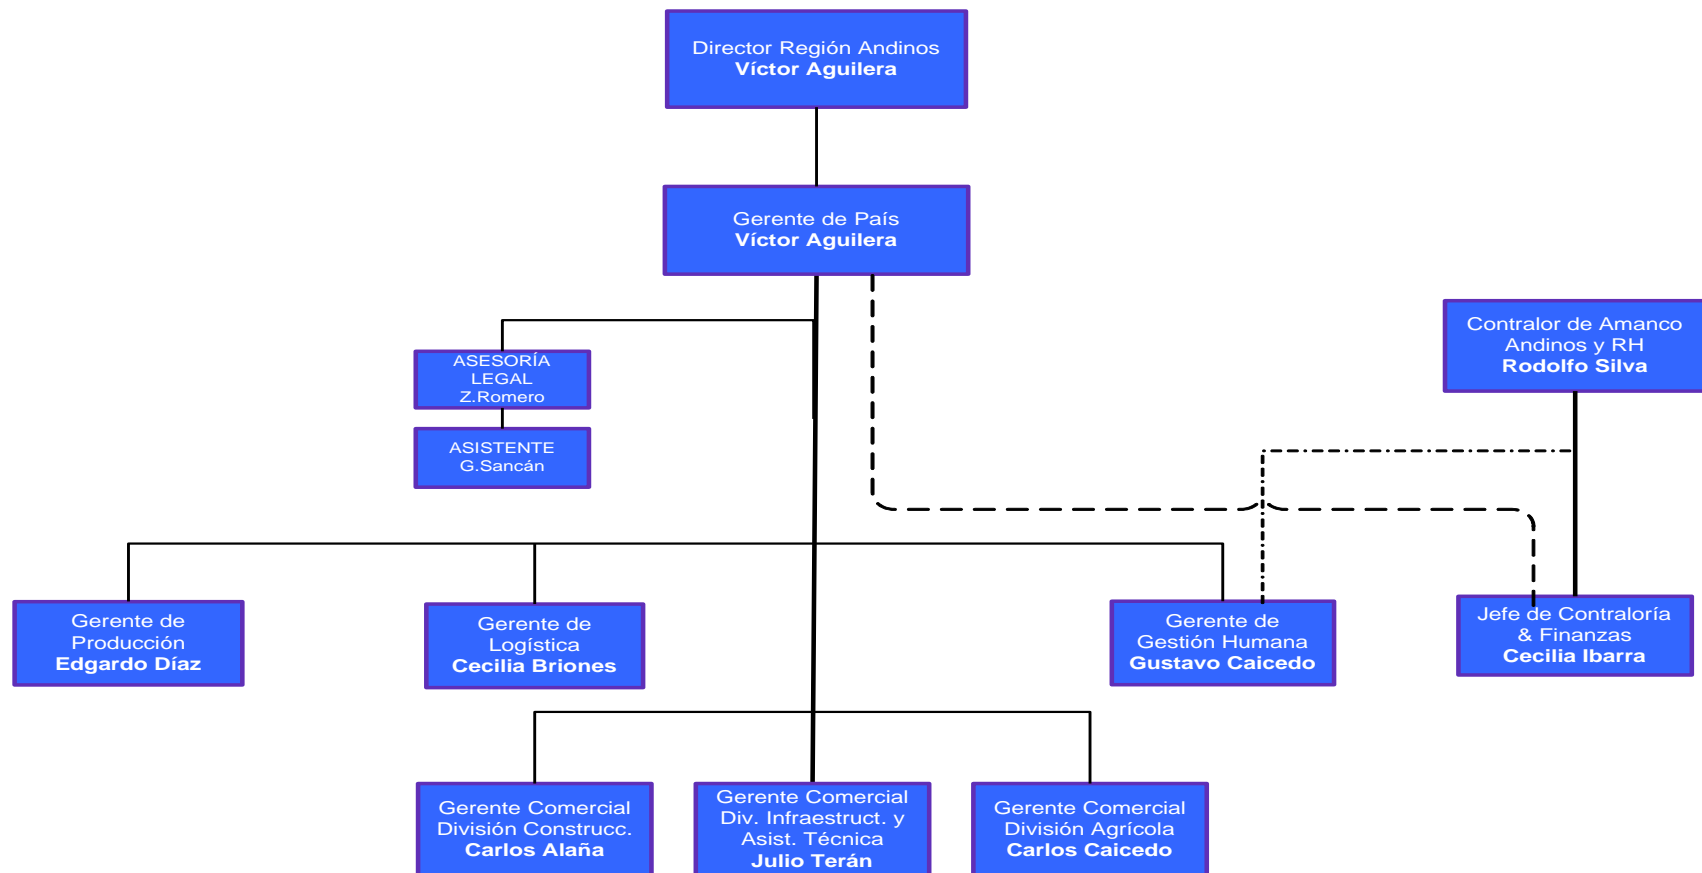 Director Región Andinos
Víctor Aguilera
Gerente de País
Víctor Aguilera
Contralor de Amanco
Andinos y RH
Rodolfo Silva
ASESORÍA
LEGAL
Z.Romero
ASISTENTE
G.Sancán
Gerente de
Producción
Edgardo Díaz
Gerente de
Logística
Cecilia Briones
Gerente de
Gestión Humana
Gustavo Caicedo
Jefe de Contraloría
& Finanzas
Cecilia Ibarra
Gerente Comercial
División Construcc.
Carlos Alaña
Gerente Comercial
Div. Infraestruct. y
Asist. Técnica
Julio Terán
Gerente Comercial
División Agrícola
Carlos Caicedo